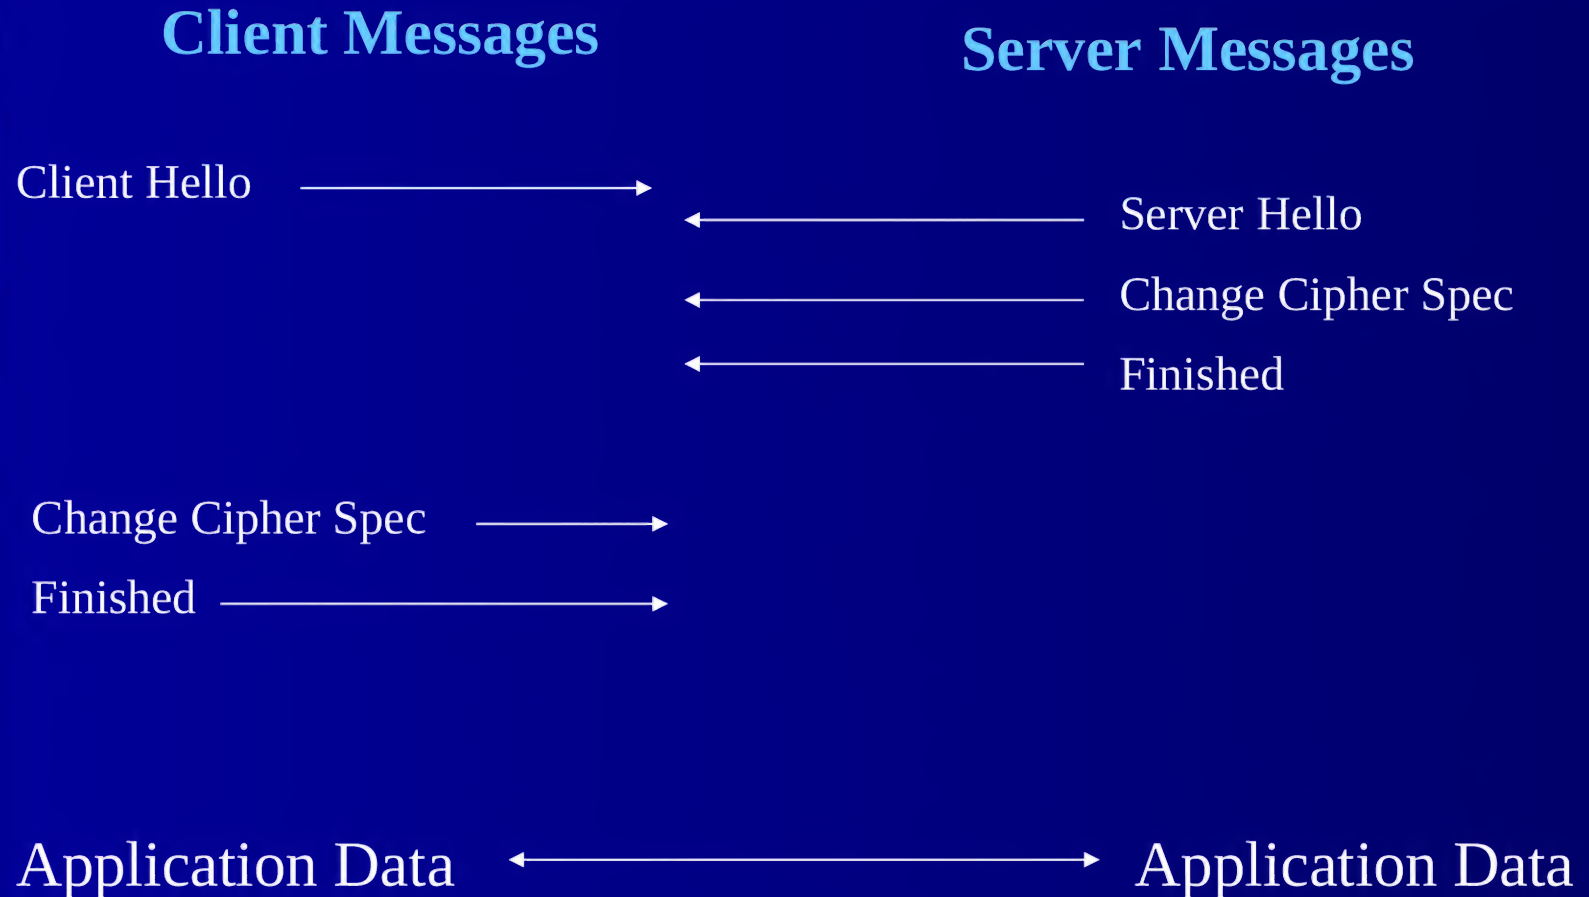 Client Messages
Server Messages
Client Hello
Server Hello
Change Cipher Spec
Finished
Change Cipher Spec
Finished
Application Data
Application Data